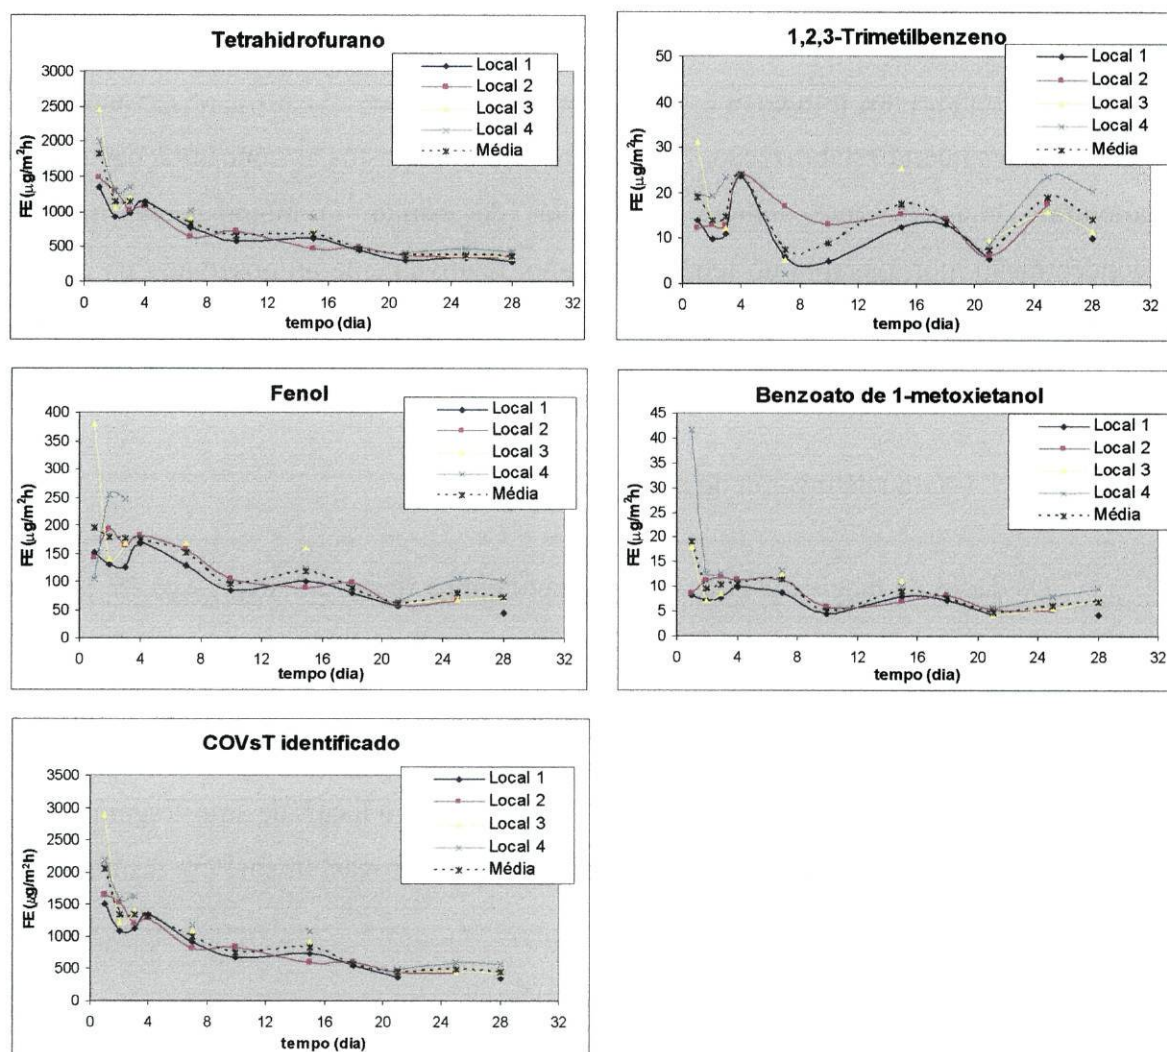 Tetrahidrofurano
FE (µg/m²h)
3000
2500
2000
1500
1000
500
0
Local 1
Local 2
Local 3
Local 4
Média
0 4 8 12 16 20 24 28 32
tempo (dia)
1,2,3-Trimetilbenzeno
FE (µg/m²h)
50
40
30
20
10
0
Local 1
Local 2
Local 3
Local 4
Média
0 4 8 12 16 20 24 28 32
tempo (dia)
Fenol
FE (µg/m²h)
400
350
300
250
200
150
100
50
0
Local 1
Local 2
Local 3
Local 4
Média
0 4 8 12 16 20 24 28 32
tempo (dia)
Benzoato de 1-metoxietanol
FE (µg/m²h)
45
40
35
30
25
20
15
10
5
0
Local 1
Local 2
Local 3
Local 4
Média
0 4 8 12 16 20 24 28 32
tempo (dia)
COVsT identificado
FE (µg/m²h)
3500
3000
2500
2000
1500
1000
500
0
Local 1
Local 2
Local 3
Local 4
Média
0 4 8 12 16 20 24 28 32
tempo (dia)